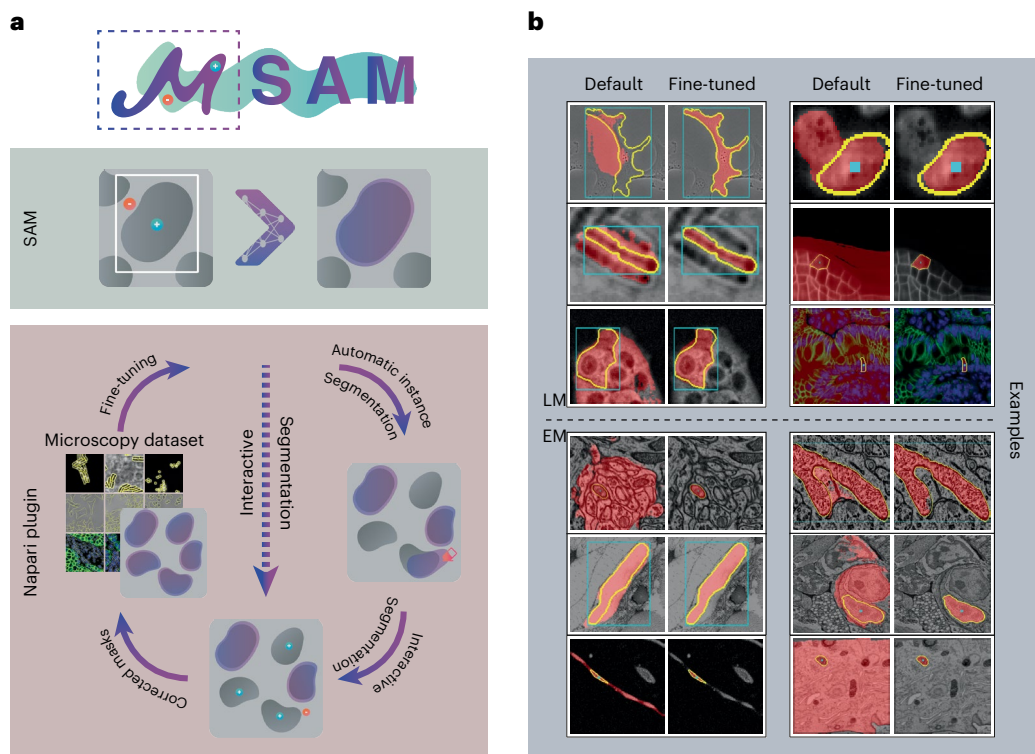 a
M SAM
SAM
Napari plugin
Microscopy dataset
Fine-tuning
Interactive
Segmentation
Automatic instance
Segmentation
Interactive
Segmentation
Corrected masks
b
Default Fine-tuned Default Fine-tuned
LM
EM
Examples